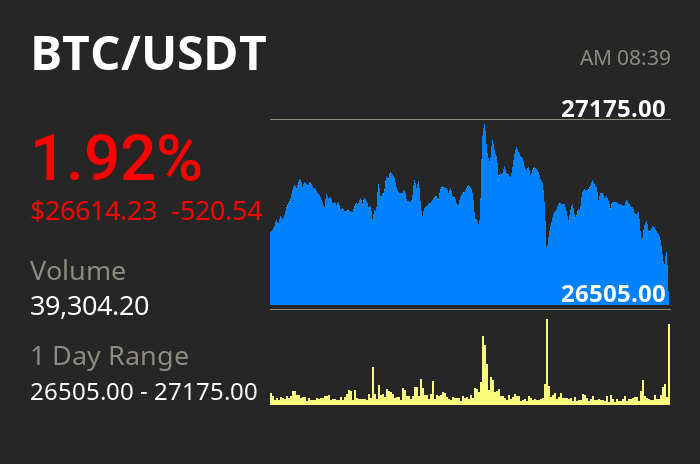 BTC/USDT
AM 08:39
27175.00
1.92%
$26614.23 -520.54
Volume
39,304.20
26505.00
1 Day Range
26505.00 - 27175.00